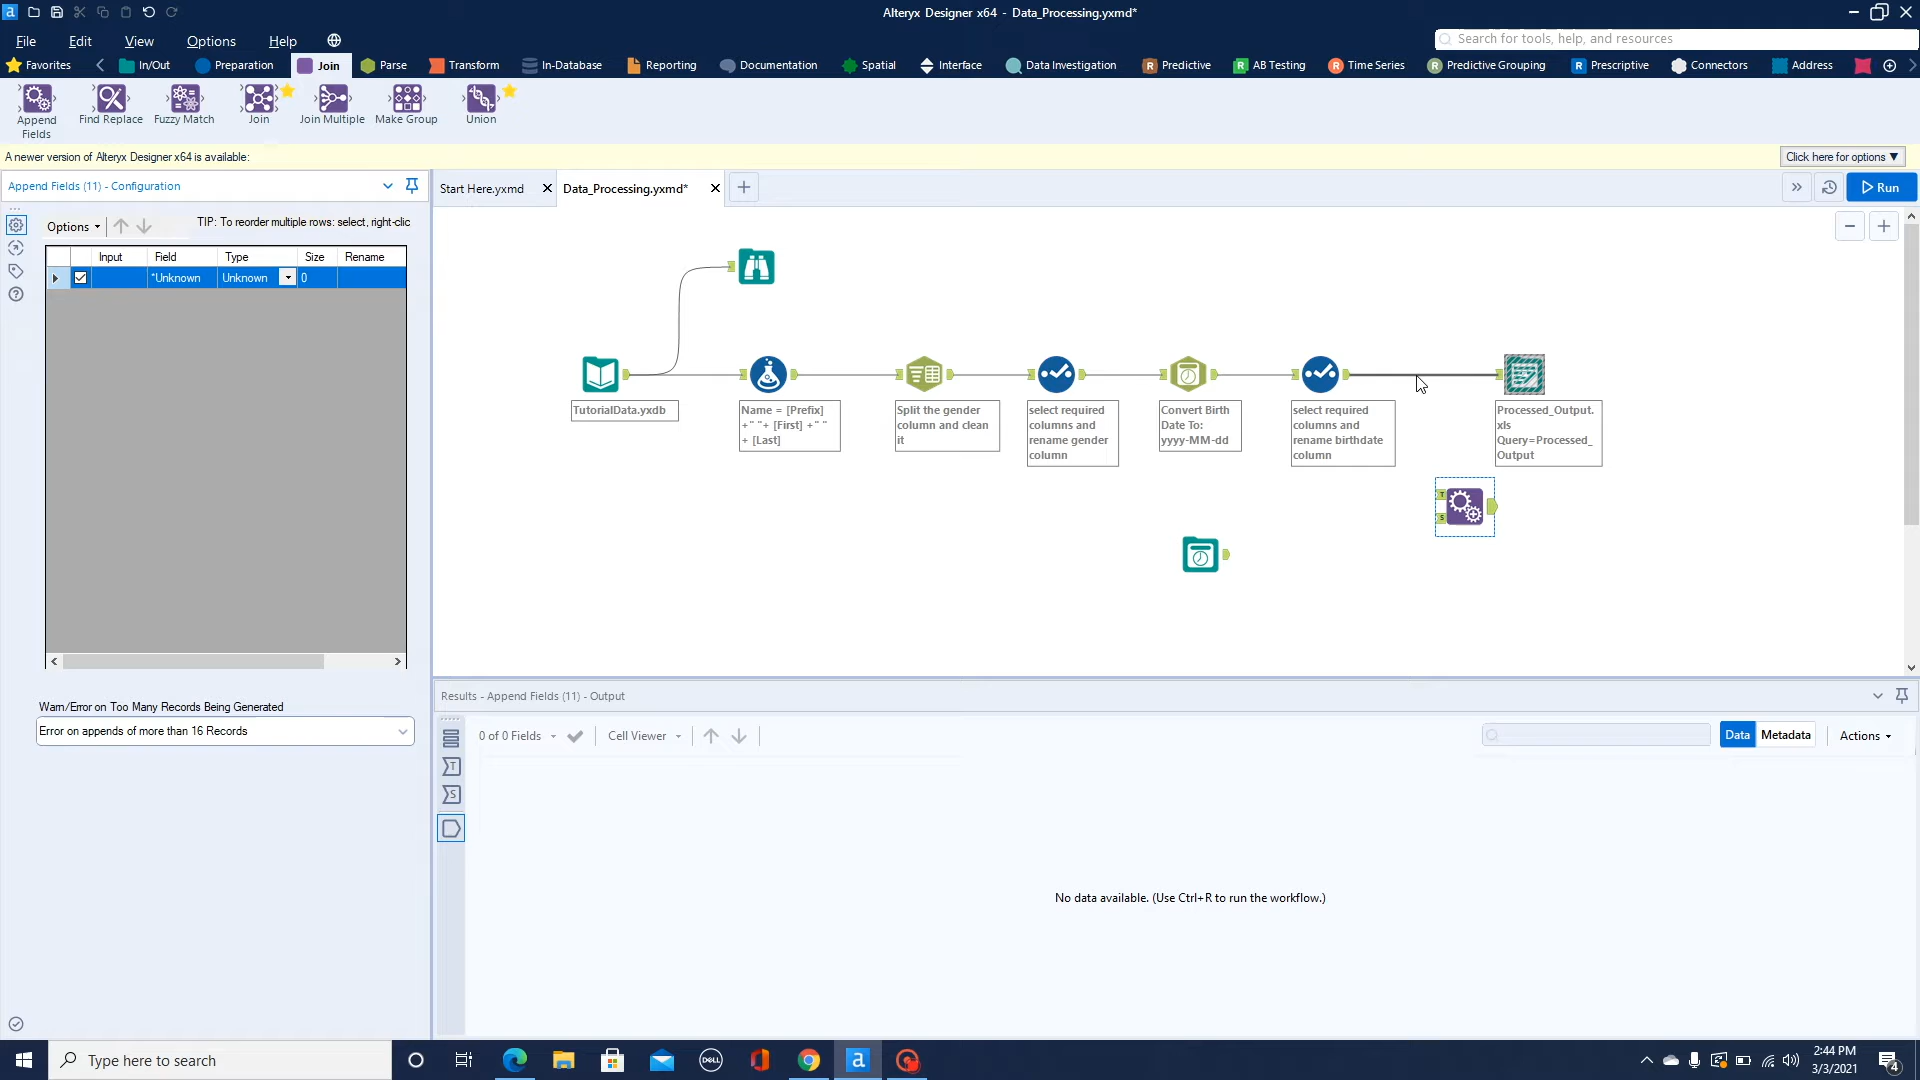 Alteryx Designer x64 - Data_Processing.yxmd*
File
Edit
View
Options
Help
Search for tools, help, and resources
Favorites
In/Out
Preparation
Join
Parse
Transform
In-Database
Reporting
Documentation
Spatial
Interface
Data Investigation
Predictive
AB Testing
Time Series
Predictive Grouping
Prescriptive
Connectors
Address
Append
Fields
Find Replace
Fuzzy Match
Join
Join Multiple
Make Group
Union
A newer version of Alteryx Designer x64 is available:
Click here for options ▼
Append Fields (11) - Configuration
Start Here.yxmd
Data_Processing.yxmd*
Run
Options
TIP: To reorder multiple rows: select, right-clic
Input
Field
Type
Size
Rename
*Unknown
Unknown
0
TutorialData.yxdb
Name = [Prefix]
+" "+ [First] +" "
+ [Last]
Split the gender
column and clean
it
select required
columns and
rename gender
column
Convert Birth
Date To:
yyyy-MM-dd
select required
columns and
rename birthdate
column
Processed_Output.
xls
Query=Processed_
Output
T
S
Warn/Error on Too Many Records Being Generated
Error on appends of more than 16 Records
Results - Append Fields (11) - Output
0 of 0 Fields
Cell Viewer
Data
Metadata
Actions
T
S
No data available. (Use Ctrl+R to run the workflow.)
Type here to search
DELL
a
2:44 PM
3/3/2021
4